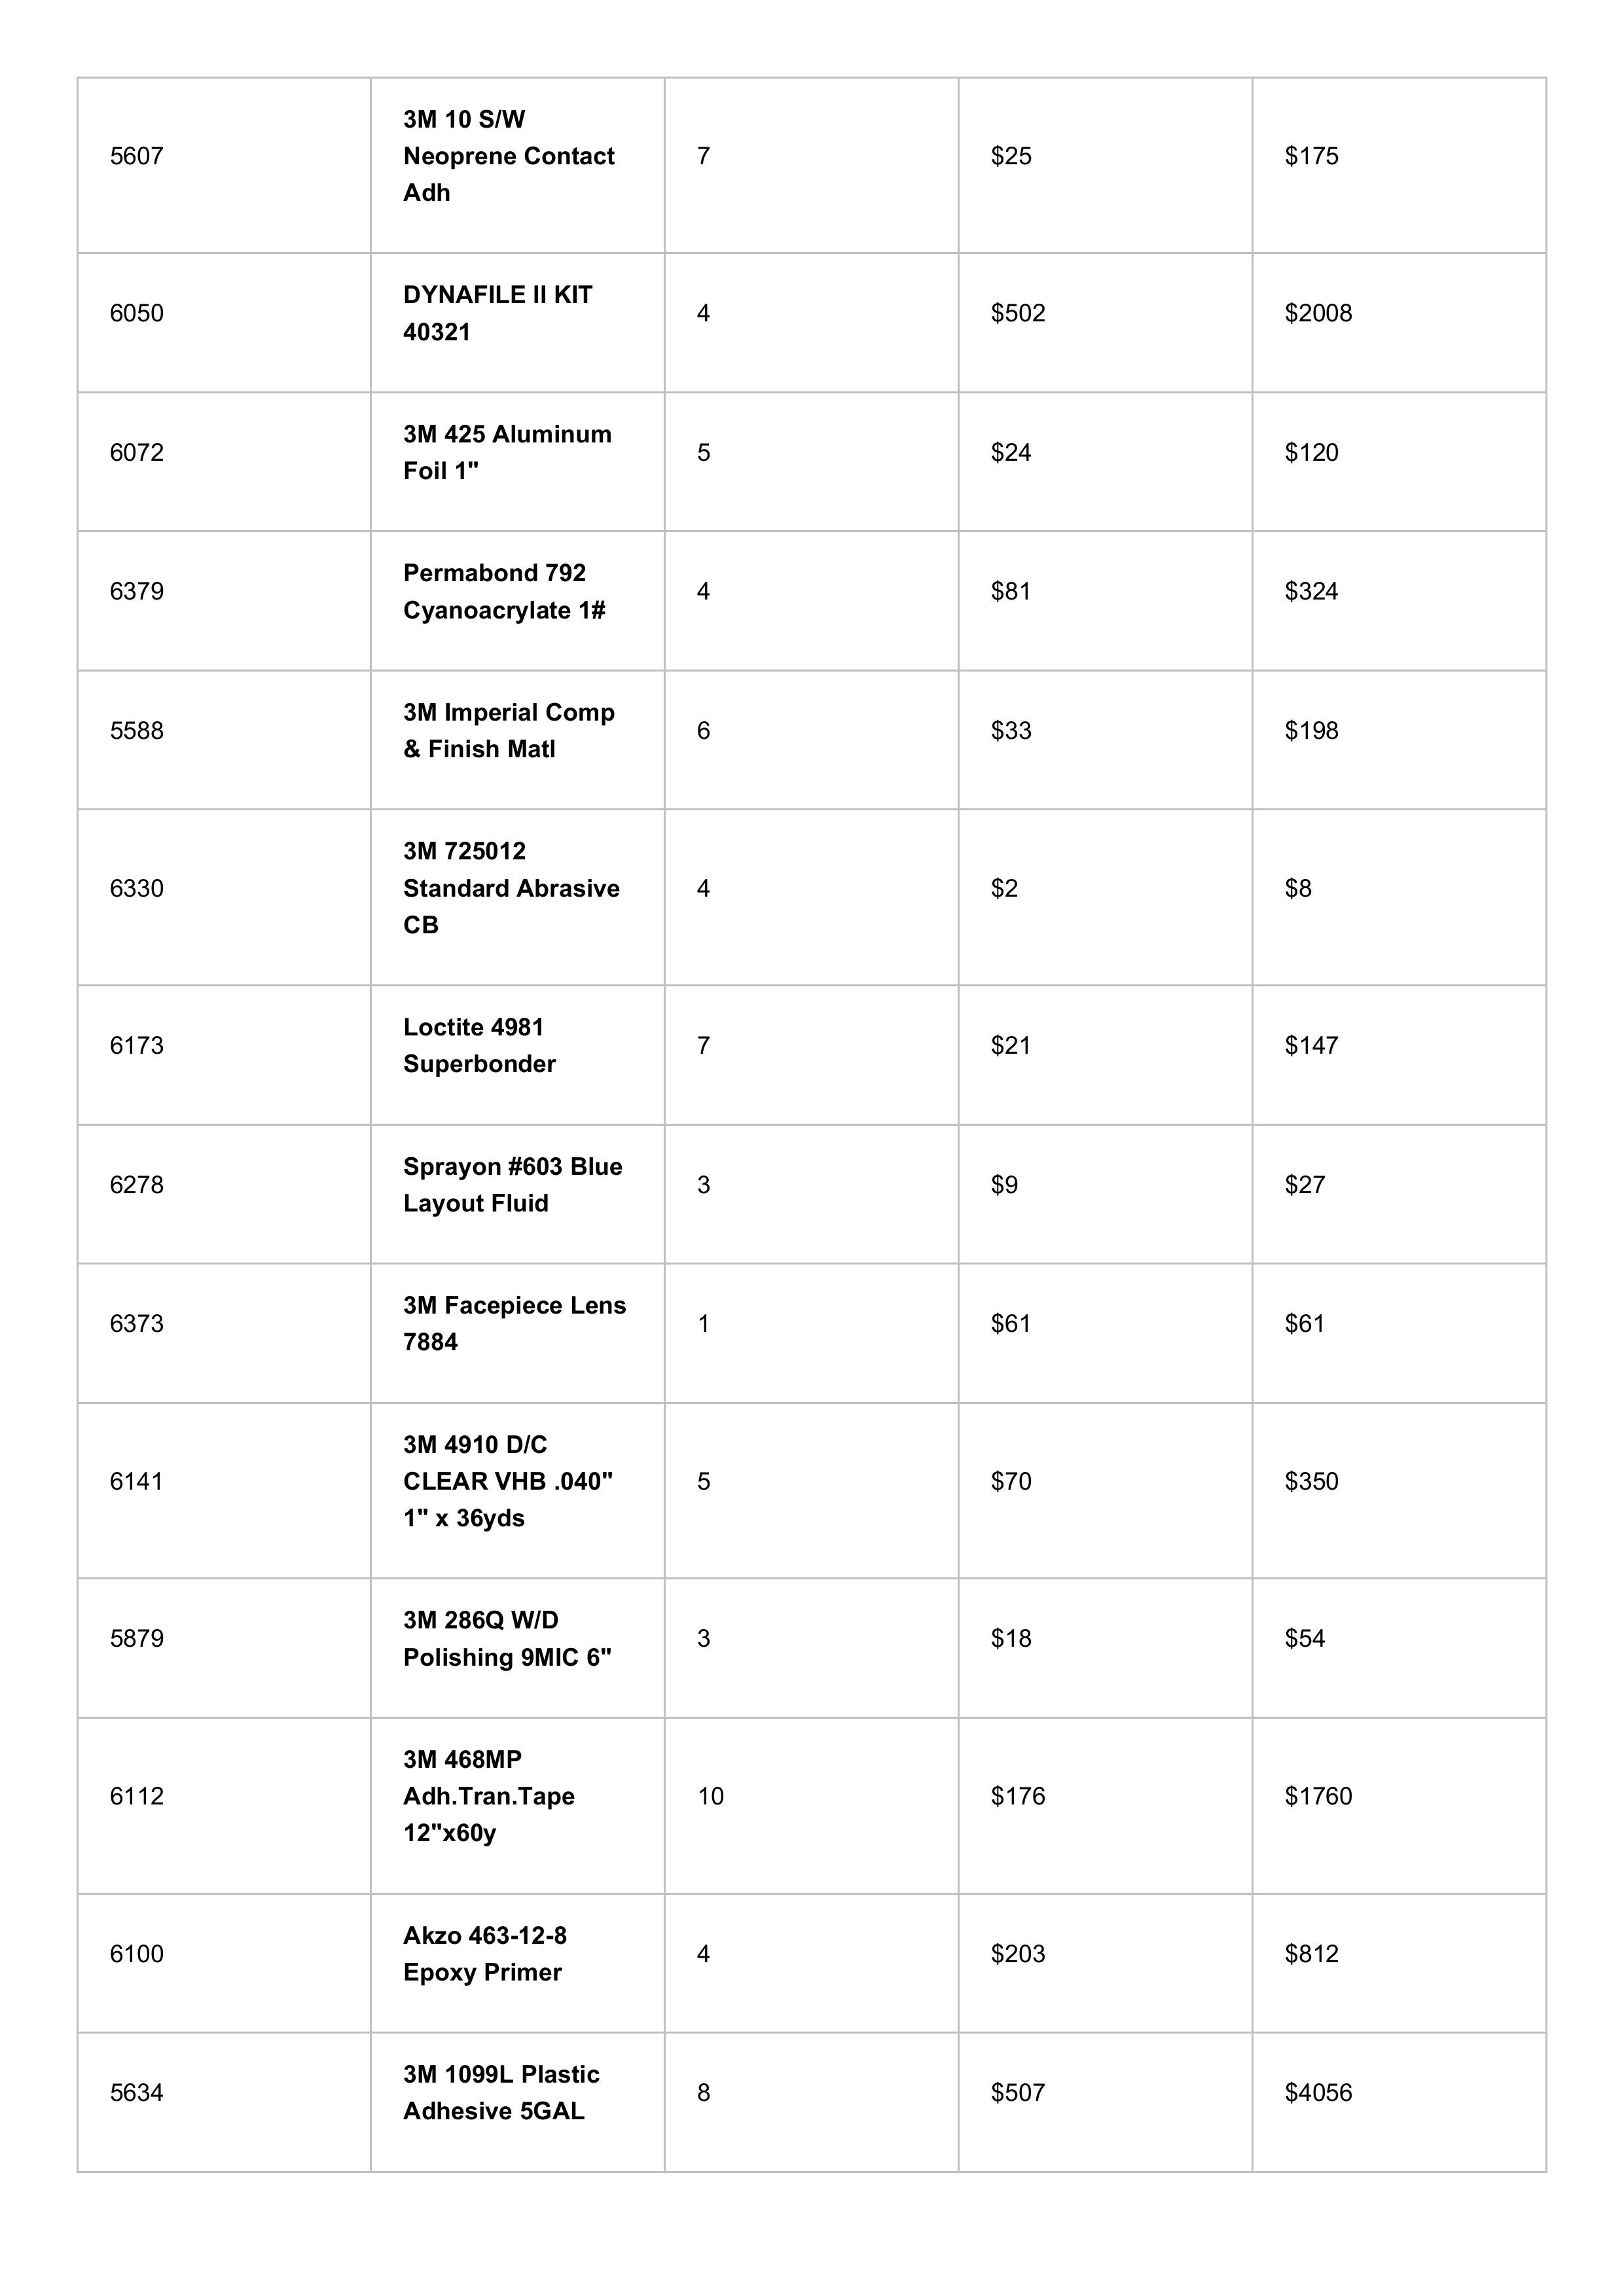 5607
3M 10 S/W
Neoprene Contact
Adh
7
$25
$175
6050
DYNAFILE II KIT
40321
4
$502
$2008
6072
3M 425 Aluminum
Foil 1"
5
$24
$120
6379
Permabond 792
Cyanoacrylate 1#
4
$81
$324
5588
3M Imperial Comp
& Finish Matl
6
$33
$198
6330
3M 725012
Standard Abrasive
CB
4
$2
$8
6173
Loctite 4981
Superbonder
7
$21
$147
6278
Sprayon #603 Blue
Layout Fluid
3
$9
$27
6373
3M Facepiece Lens
7884
1
$61
$61
6141
3M 4910 D/C
CLEAR VHB .040"
1" x 36yds
5
$70
$350
5879
3M 286Q W/D
Polishing 9MIC 6"
3
$18
$54
6112
3M 468MP
Adh.Tran.Tape
12"x60y
10
$176
$1760
6100
Akzo 463-12-8
Epoxy Primer
4
$203
$812
5634
3M 1099L Plastic
Adhesive 5GAL
8
$507
$4056